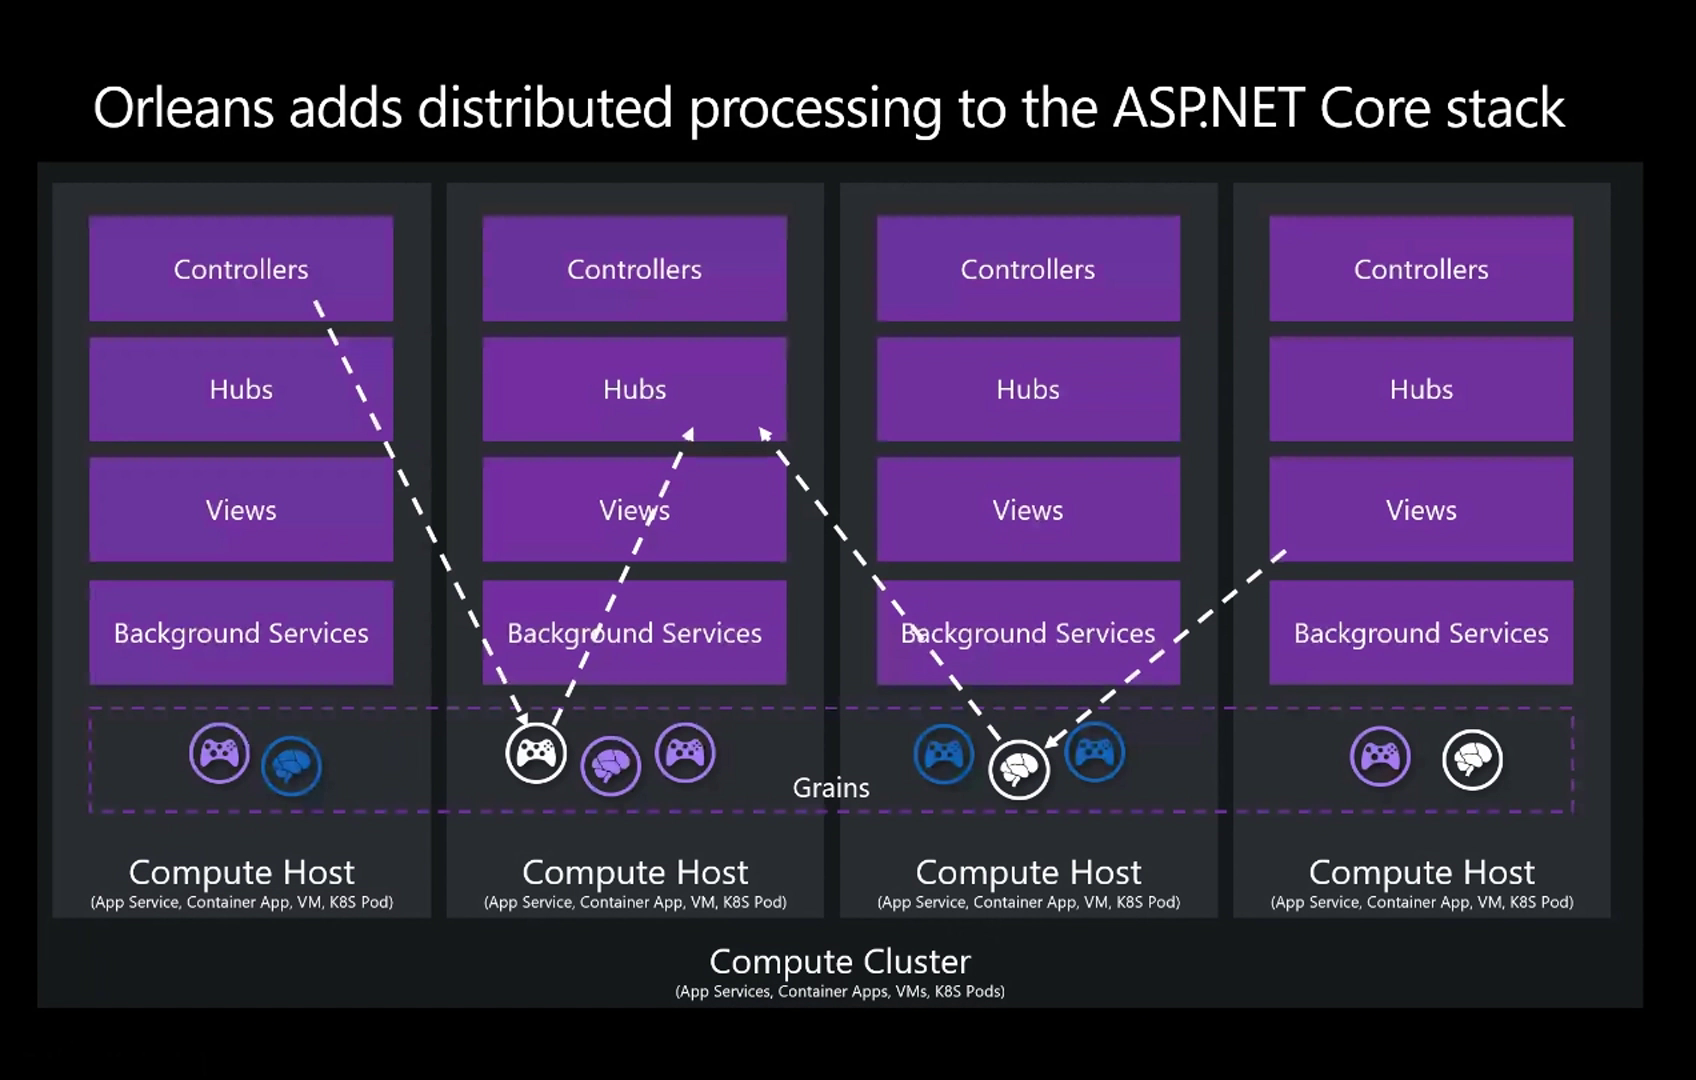 Orleans adds distributed processing to the ASP.NET Core stack
Controllers
Hubs
Views
Background Services
Controllers
Hubs
Views
Background Services
Controllers
Hubs
Views
Background Services
Controllers
Hubs
Views
Background Services
Grains
Compute Host
(App Service, Container App, VM, K8S Pod)
Compute Host
(App Service, Container App, VM, K8S Pod)
Compute Host
(App Service, Container App, VM, K8S Pod)
Compute Host
(App Service, Container App, VM, K8S Pod)
Compute Cluster
(App Services, Container Apps, VMs, K8S Pods)